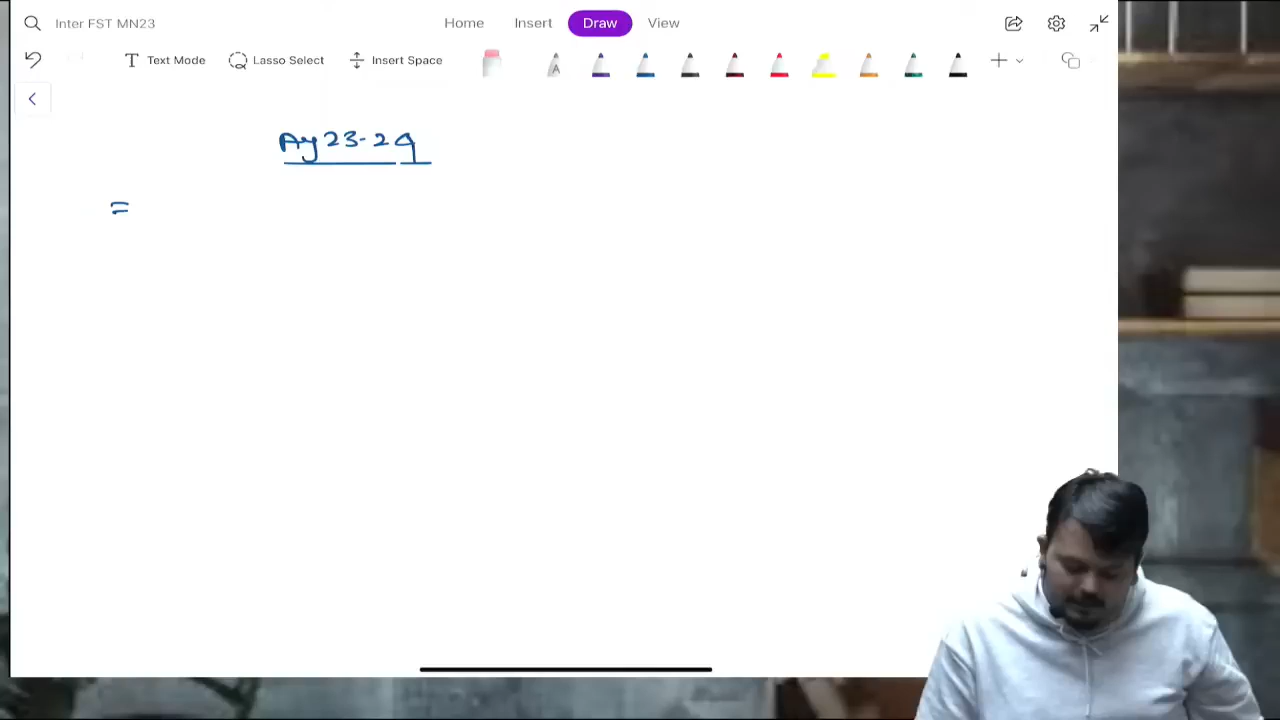 Inter FST MN23
Home Insert Draw View
Text Mode Lasso Select Insert Space
A
Ay 23-24
=